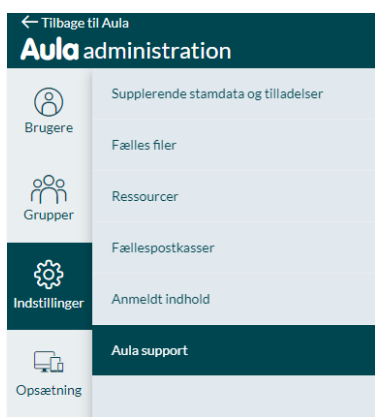 ← Tilbage til Aula
Aula administration
Brugere
Grupper
Indstillinger
Opsætning
Supplerende stamdata og tilladelser
Fælles filer
Ressourcer
Fællespostkasser
Anmeldt indhold
Aula support